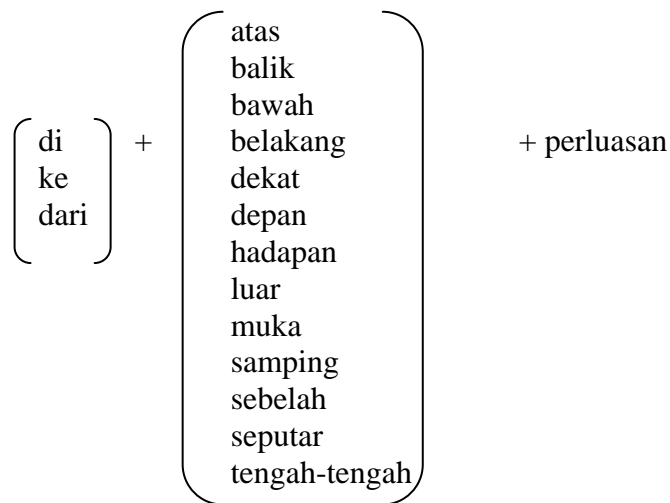 atas
balik
bawah
di + belakang + perluasan
ke dekat
dari depan
hadapan
luar
muka
samping
sebelah
seputar
tengah-tengah